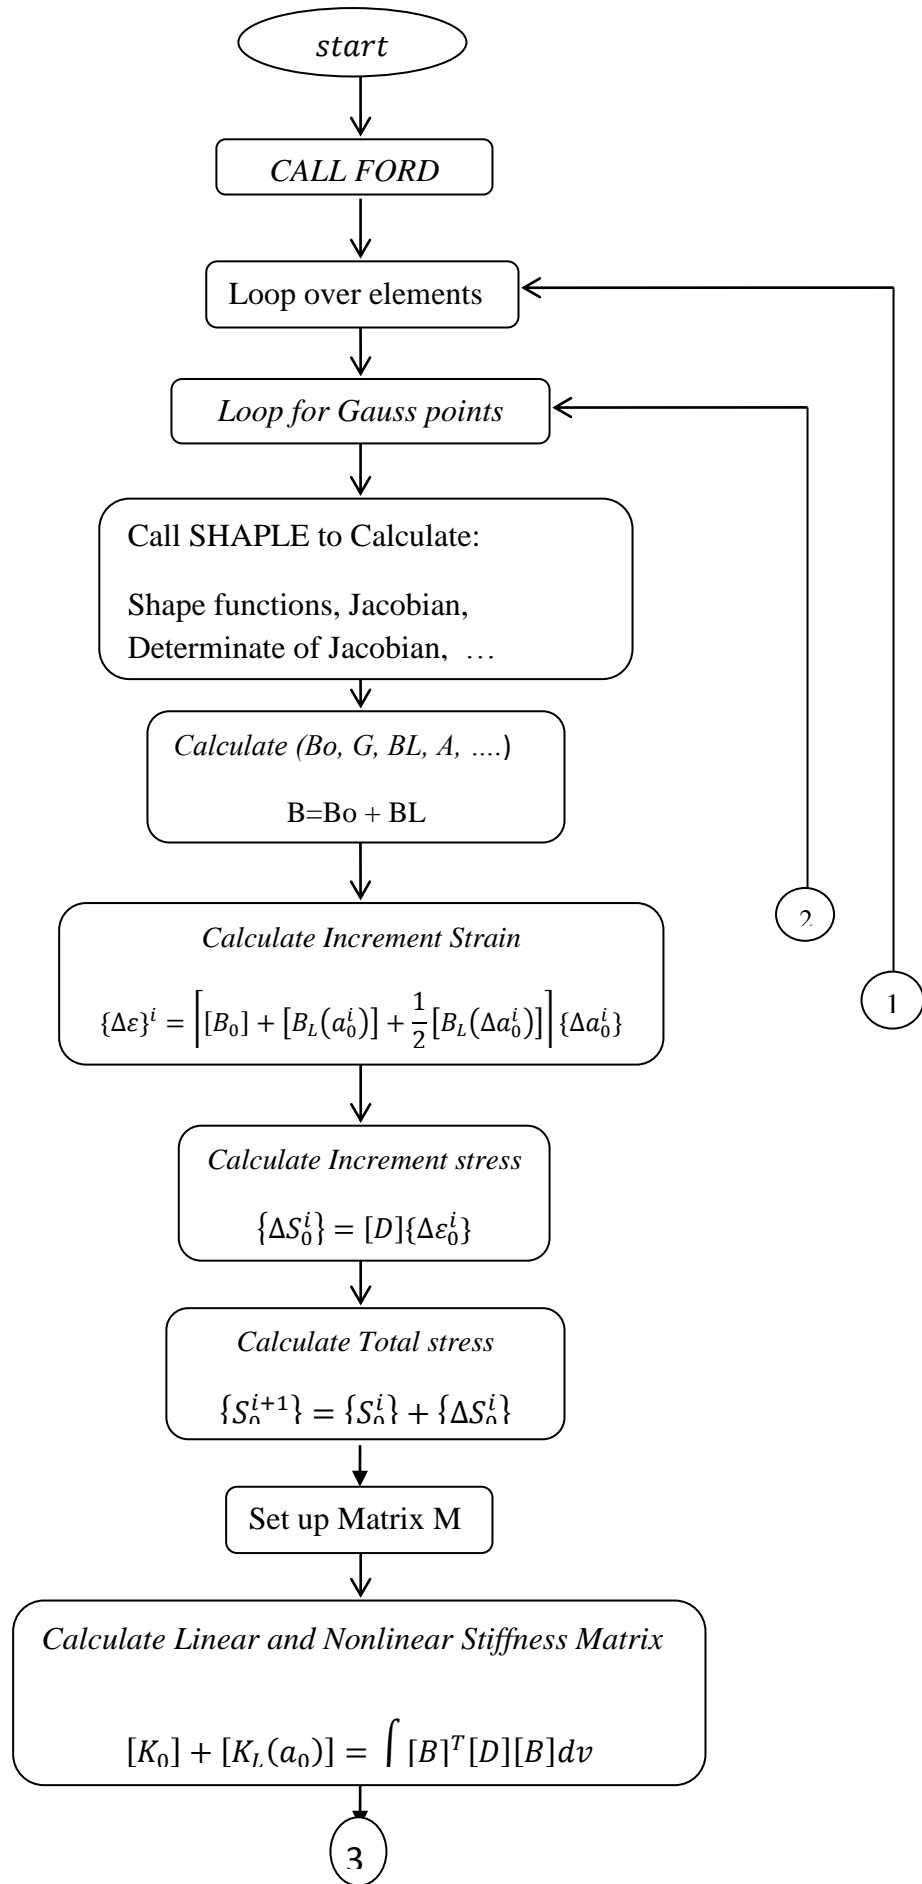 start
CALL FORD
Loop over elements
Loop for Gauss points
Call SHAPLE to Calculate:
Shape functions, Jacobian,
Determinate of Jacobian, …
Calculate (Bo, G, BL, A, ....)
B=Bo + BL
2
Calculate Increment Strain
{Δε}^i = [[B_0] + [B_L(a_0^i)] + 1/2 [B_L(Δa_0^i)]] {Δa_0^i}
1
Calculate Increment stress
{ΔS_0^i} = [D]{Δε_0^i}
Calculate Total stress
{S_0^{i+1}} = {S_0^i} + {ΔS_0^i}
Set up Matrix M
Calculate Linear and Nonlinear Stiffness Matrix
[K_0] + [K_L(a_0)] = ∫ [B]^T [D][B]dv
3